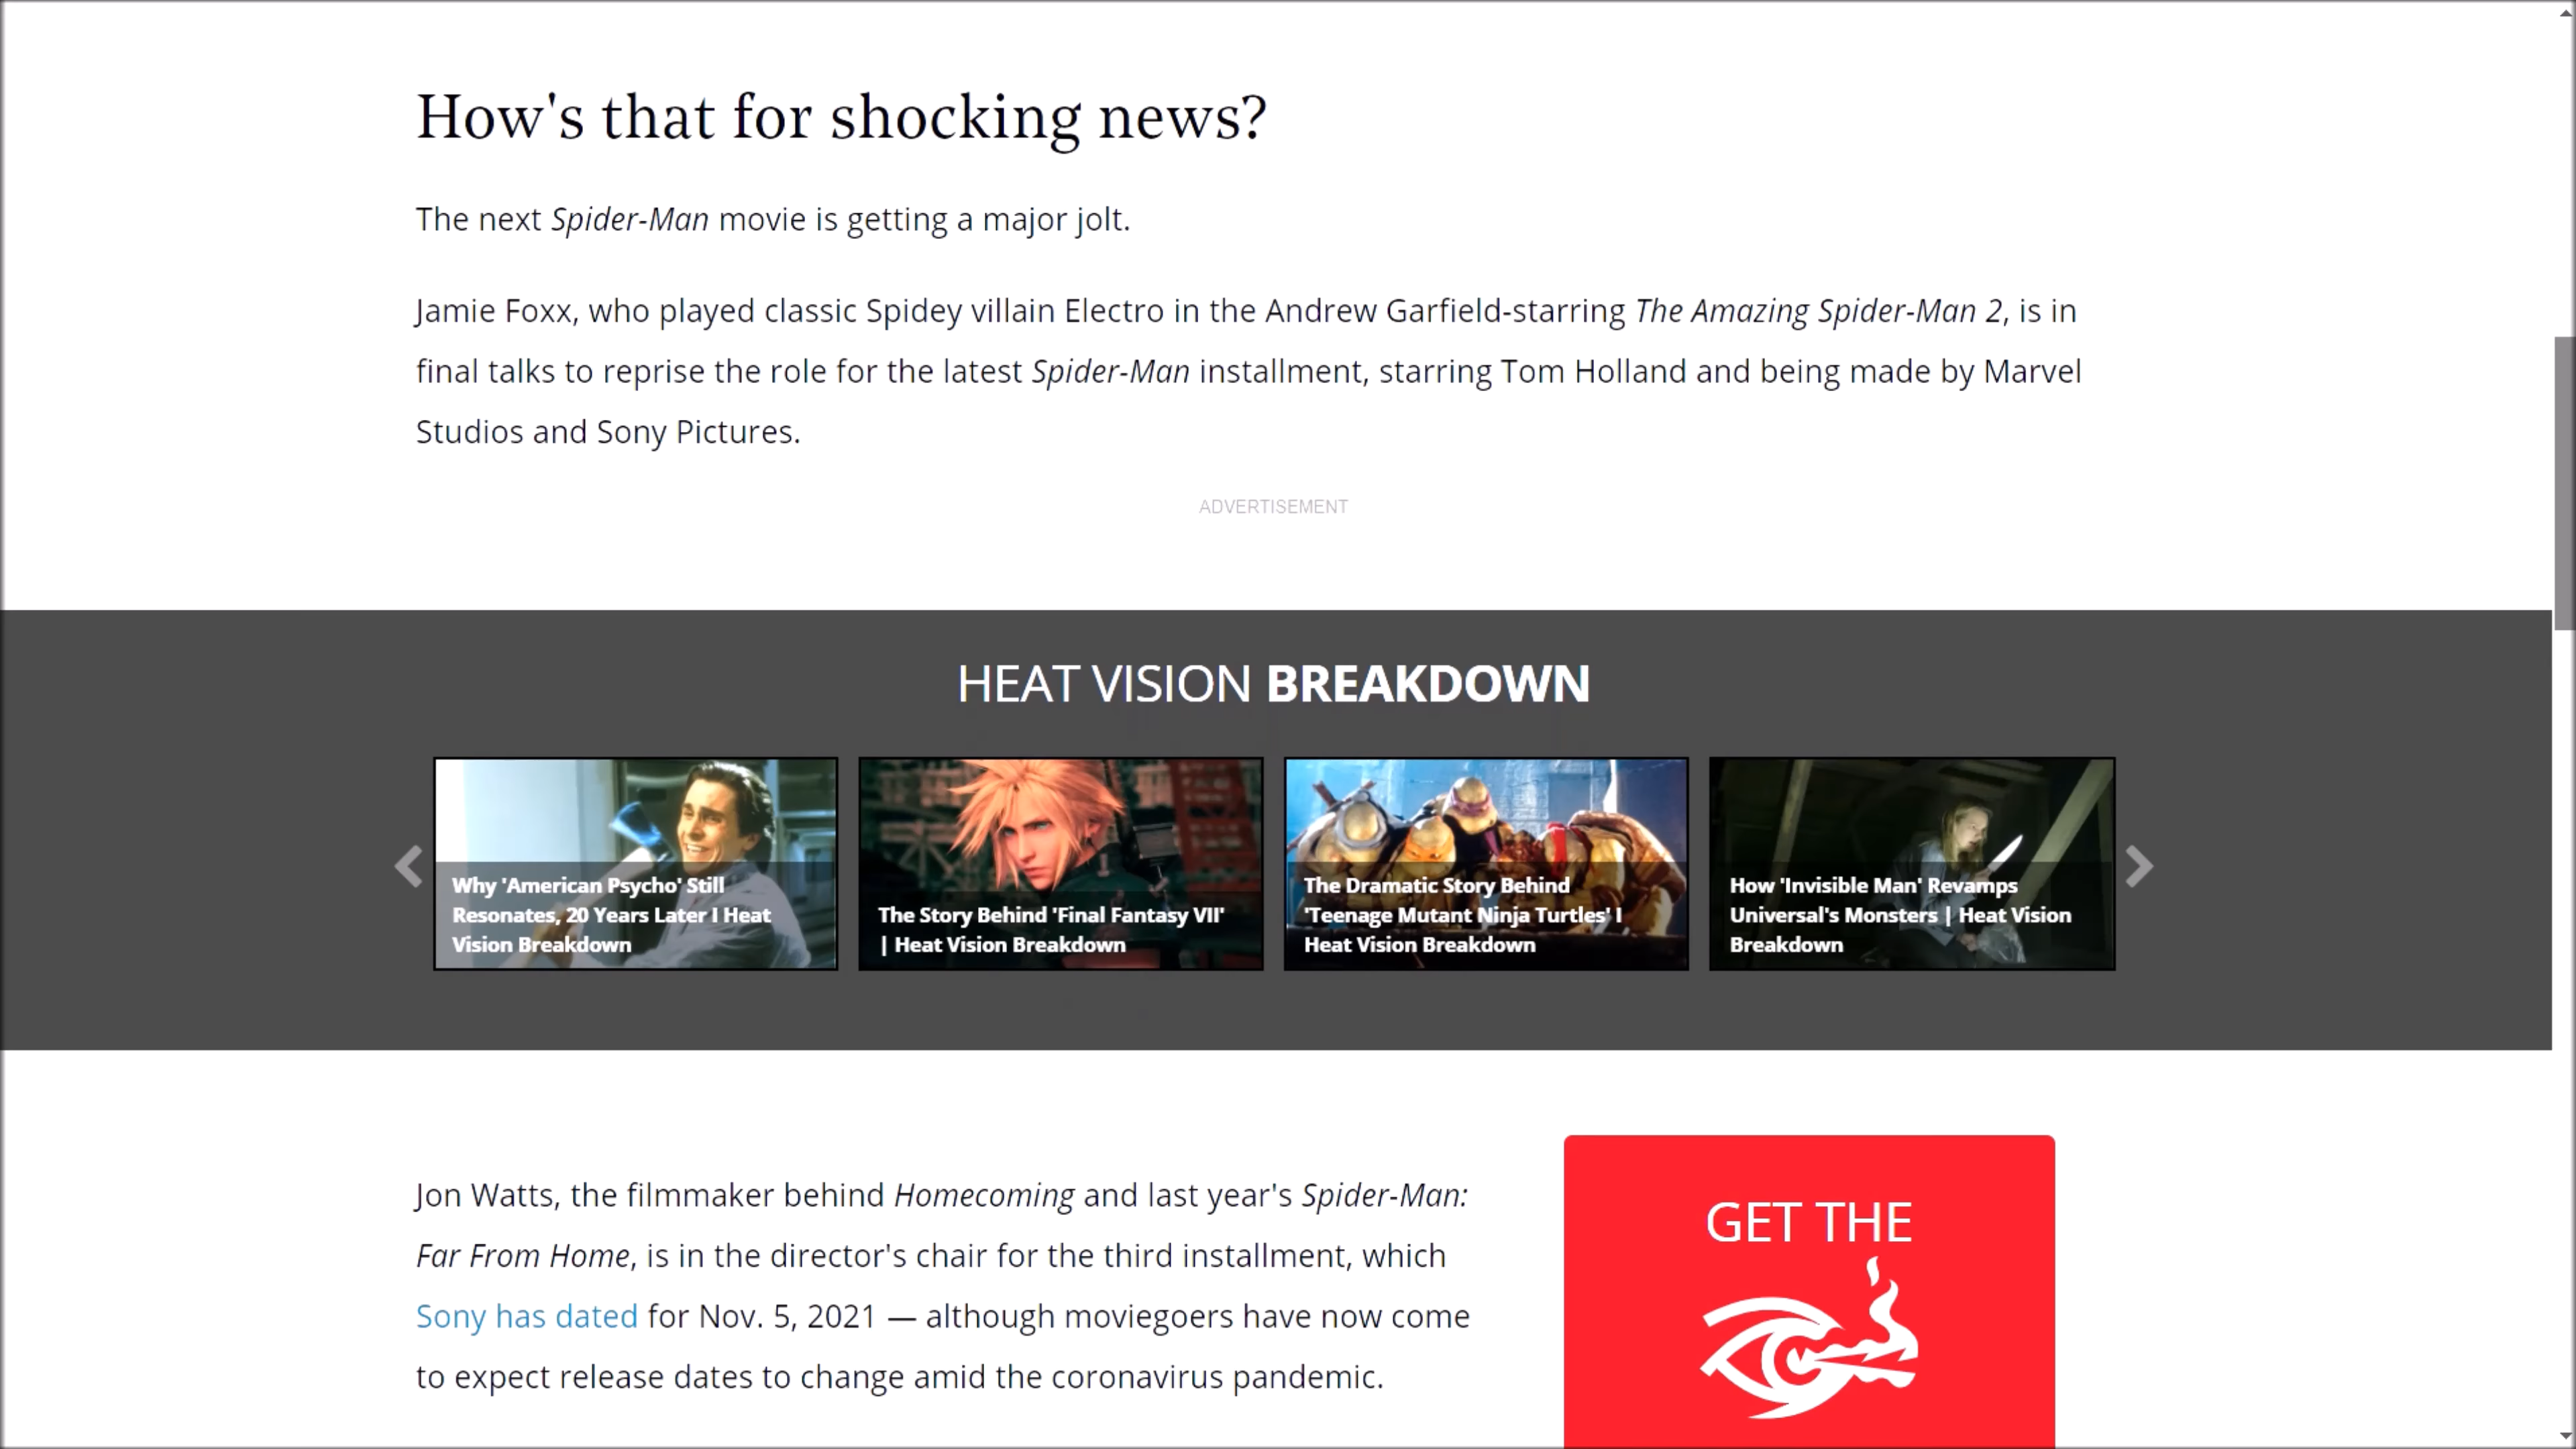 How's that for shocking news?
The next Spider-Man movie is getting a major jolt.
Jamie Foxx, who played classic Spidey villain Electro in the Andrew Garfield-starring The Amazing Spider-Man 2, is in
final talks to reprise the role for the latest Spider-Man installment, starring Tom Holland and being made by Marvel
Studios and Sony Pictures.
ADVERTISEMENT
HEAT VISION BREAKDOWN
Why 'American Psycho' Still
Resonates, 20 Years Later I Heat
Vision Breakdown
The Story Behind 'Final Fantasy VII'
| Heat Vision Breakdown
The Dramatic Story Behind
'Teenage Mutant Ninja Turtles' I
Heat Vision Breakdown
How 'Invisible Man' Revamps
Universal's Monsters | Heat Vision
Breakdown
Jon Watts, the filmmaker behind Homecoming and last year's Spider-Man:
Far From Home, is in the director's chair for the third installment, which
Sony has dated for Nov. 5, 2021 — although moviegoers have now come
to expect release dates to change amid the coronavirus pandemic.
GET THE